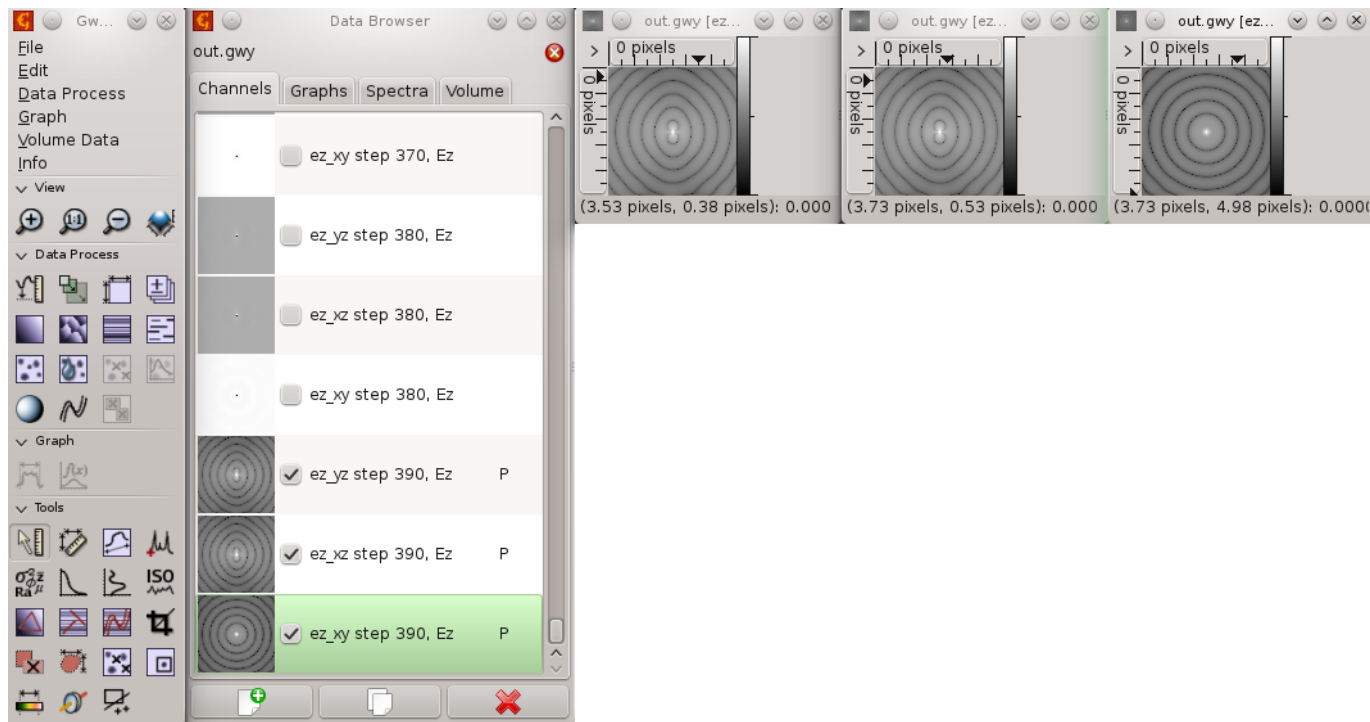 Gw...
File
Edit
Data Process
Graph
Volume Data
Info
View
1:1
Data Process
Graph
f(x)
Tools
ISO
Ra μ
Data Browser
out.gwy
Channels Graphs Spectra Volume
ez_xy step 370, Ez
ez_yz step 380, Ez
ez_xz step 380, Ez
ez_xy step 380, Ez
ez_yz step 390, Ez P
ez_xz step 390, Ez P
ez_xy step 390, Ez P
out.gwy [ez...
> 0 pixels
0 pixels
(3.53 pixels, 0.38 pixels): 0.000
out.gwy [ez...
> 0 pixels
0 pixels
(3.73 pixels, 0.53 pixels): 0.000
out.gwy [ez...
> 0 pixels
0 pixels
(3.73 pixels, 4.98 pixels): 0.000